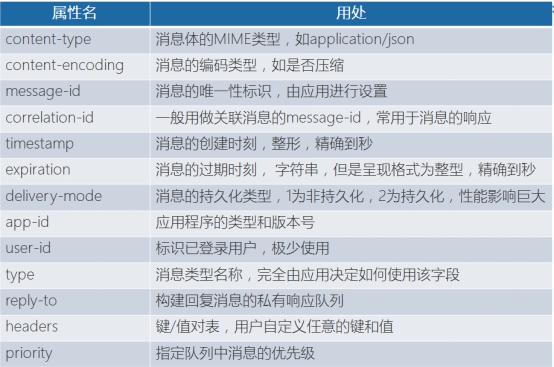 属性名 用处
content-type 消息体的MIME类型，如application/json
content-encoding 消息的编码类型，如是否压缩
message-id 消息的唯一性标识，由应用进行设置
correlation-id 一般用做关联消息的message-id，常用于消息的响应
timestamp 消息的创建时刻，整形，精确到秒
expiration 消息的过期时刻， 字符串，但是呈现格式为整型，精确到秒
delivery-mode 消息的持久化类型，1为非持久化，2为持久化，性能影响巨大
app-id 应用程序的类型和版本号
user-id 标识已登录用户，极少使用
type 消息类型名称，完全由应用决定如何使用该字段
reply-to 构建回复消息的私有响应队列
headers 键/值对表，用户自定义任意的键和值
priority 指定队列中消息的优先级